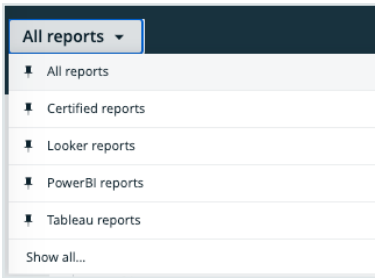 All reports
All reports
Certified reports
Looker reports
PowerBI reports
Tableau reports
Show all...